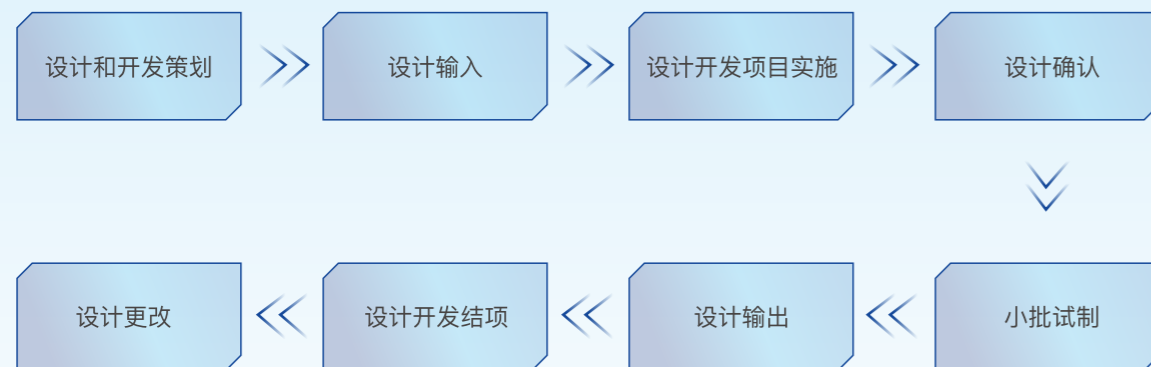 设计和开发策划
设计输入
设计开发项目实施
设计确认
小批试制
设计输出
设计开发结项
设计更改